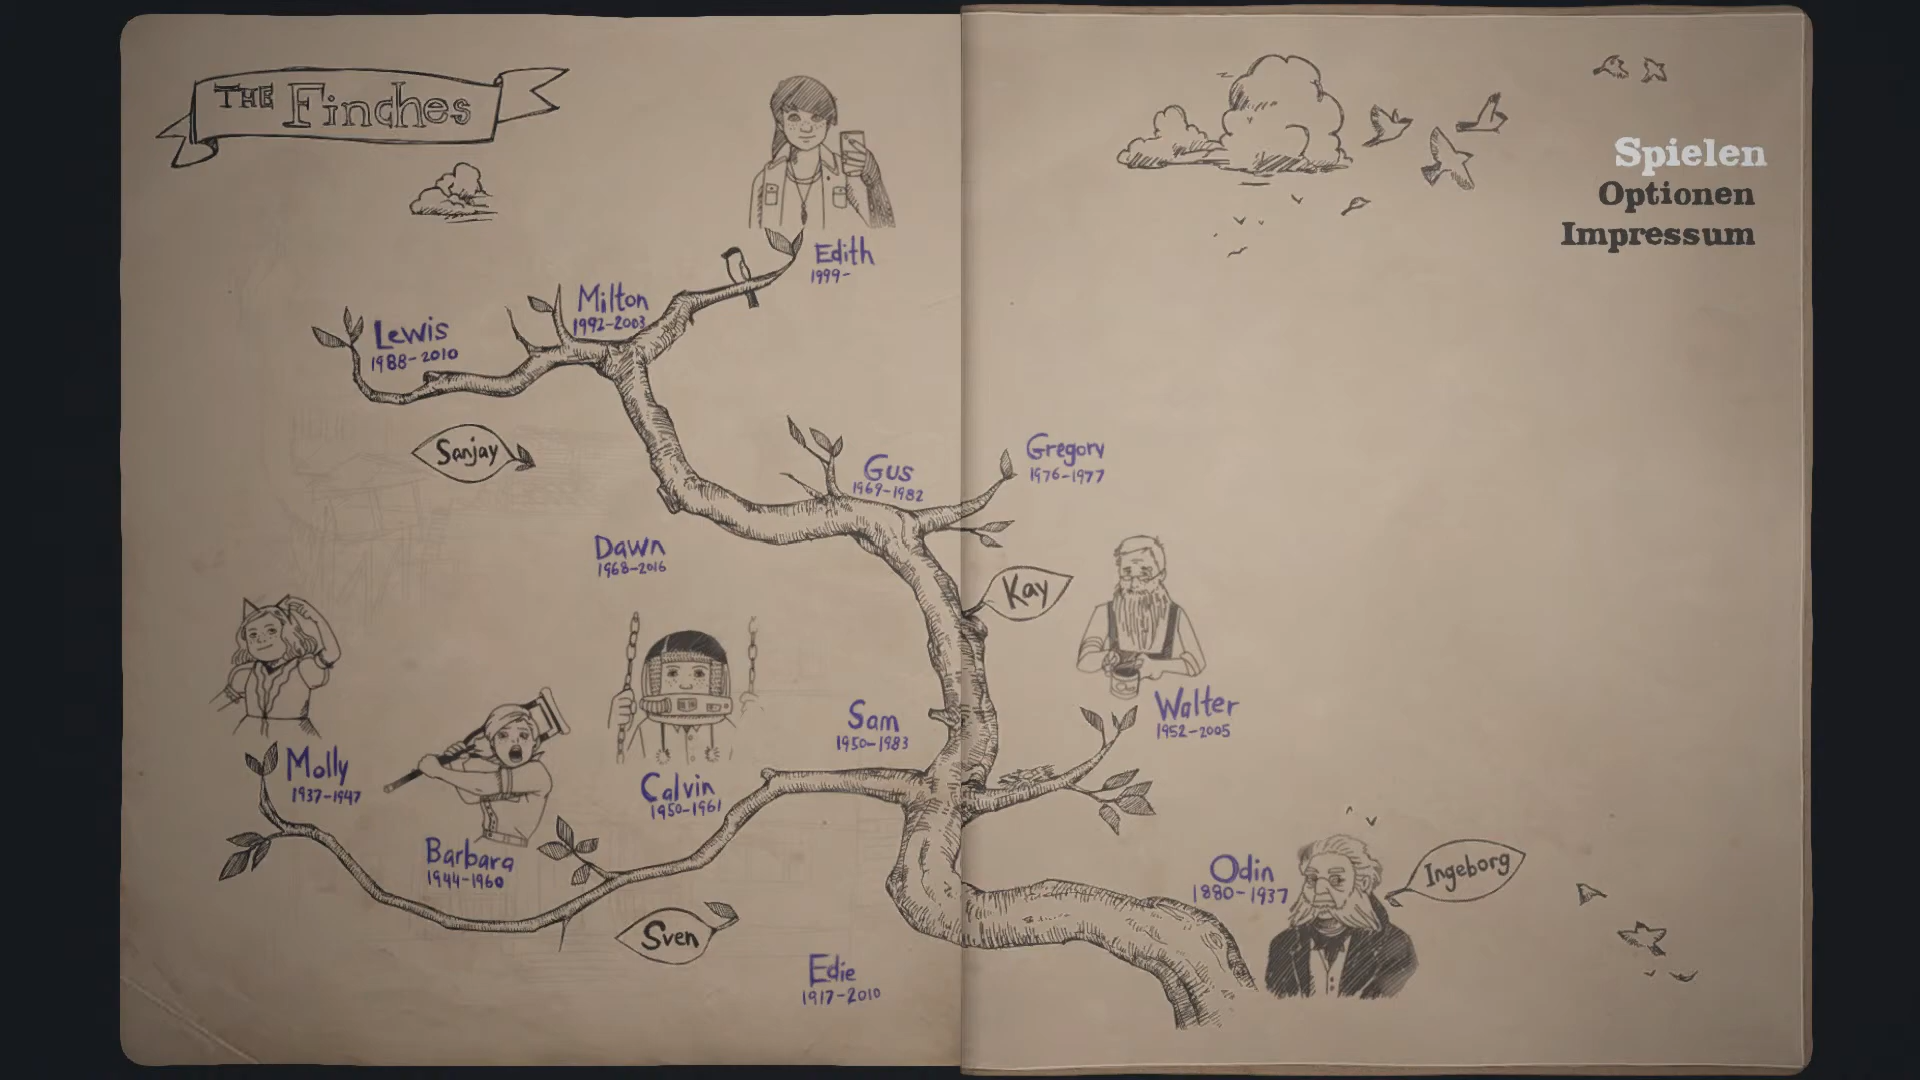 THE Finches
Edith
1999-
Spielen
Optionen
Impressum
Milton
1992-2003
Lewis
1988-2010
Sanjay
Gus
1969-1982
Gregory
1976-1977
Dawn
1968-2016
Kay
Walter
1952-2005
Sam
1950-1983
Molly
1937-1947
Calvin
1950-1961
Barbara
1944-1960
Sven
Odin
1880-1937
Ingeborg
Edie
1917-2010